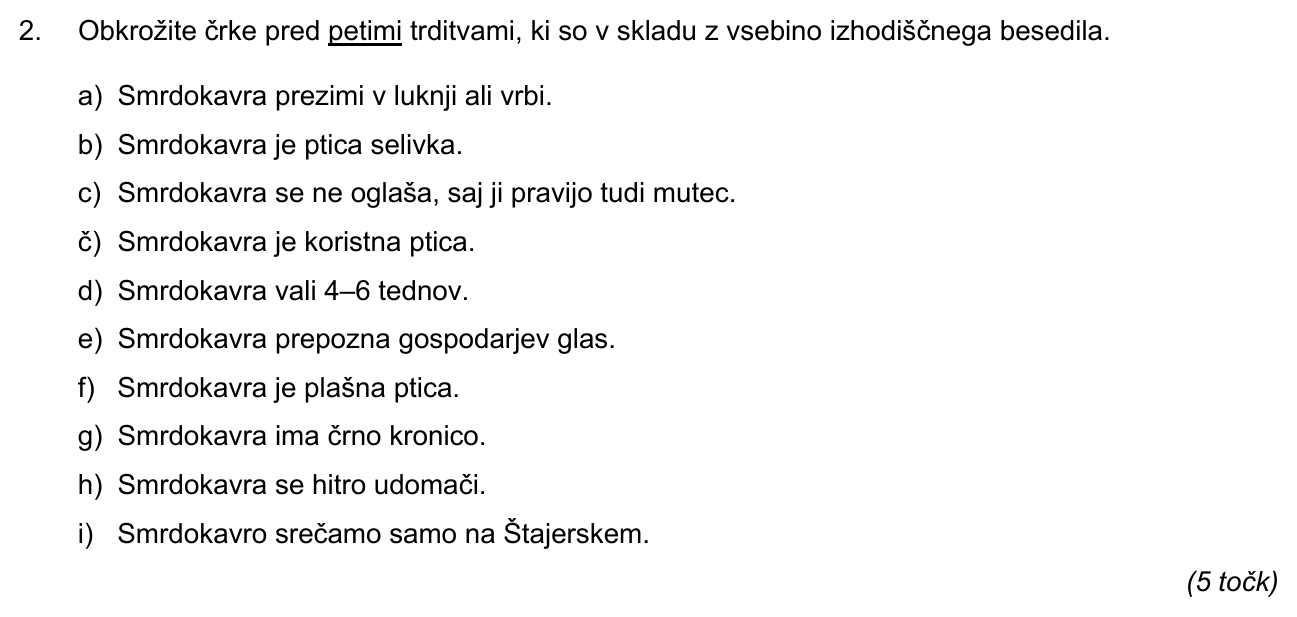 2. Obkrožite črke pred petimi trditvami, ki so v skladu z vsebino izhodiščnega besedila.
a) Smrdokavra prezimi v luknji ali vrbi.
b) Smrdokavra je ptica selivka.
c) Smrdokavra se ne oglaša, saj ji pravijo tudi mutec.
č) Smrdokavra je koristna ptica.
d) Smrdokavra vali 4–6 tednov.
e) Smrdokavra prepozna gospodarjev glas.
f) Smrdokavra je plašna ptica.
g) Smrdokavra ima črno kronico.
h) Smrdokavra se hitro udomači.
i) Smrdokavro srečamo samo na Štajerskem.
(5 točk)